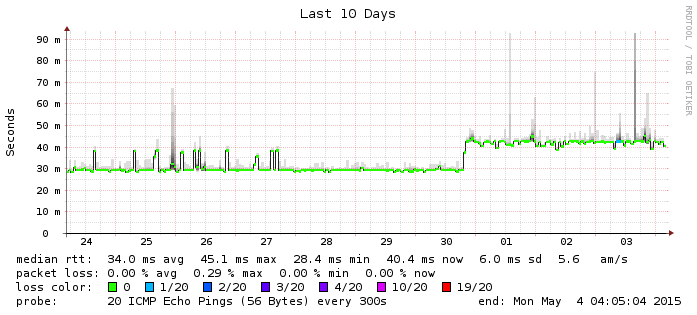 Last 10 Days
RRDTOOL / TOBI OETIKER
Seconds
90 m
80 m
70 m
60 m
50 m
40 m
30 m
20 m
10 m
0
24 25 26 27 28 29 30 01 02 03
median rtt: 34.0 ms avg 45.1 ms max 28.4 ms min 40.4 ms now 6.0 ms sd 5.6 am/s
packet loss: 0.00 % avg 0.29 % max 0.00 % min 0.00 % now
loss color: 0 1/20 2/20 3/20 4/20 10/20 19/20
probe: 20 ICMP Echo Pings (56 Bytes) every 300s end: Mon May 4 04:05:04 2015